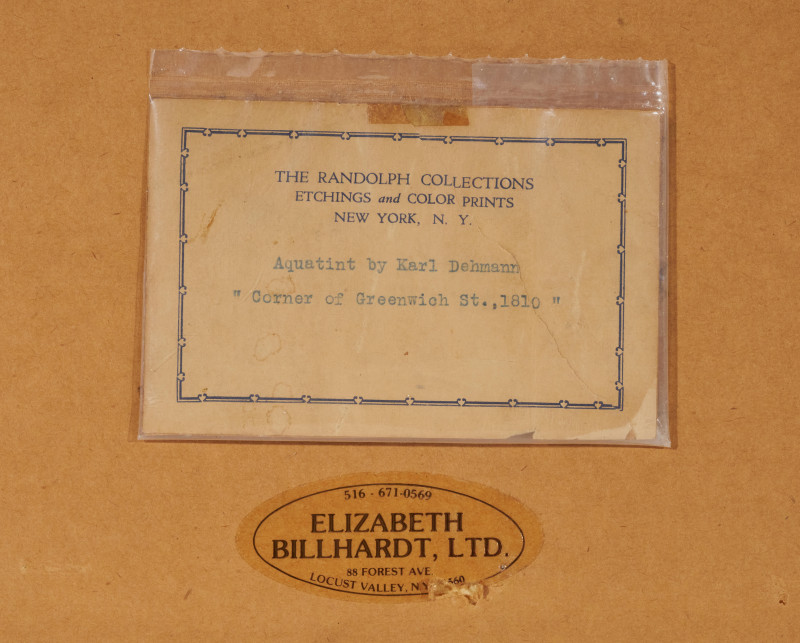 THE RANDOLPH COLLECTIONS
ETCHINGS and COLOR PRINTS
NEW YORK, N. Y.
Aquatint by Karl Dehmann
" Corner of Greenwich St.,1810 "
516 - 671-0569
ELIZABETH
BILLHARDT, LTD.
88 FOREST AVE
LOCUST VALLEY, N.Y. 560